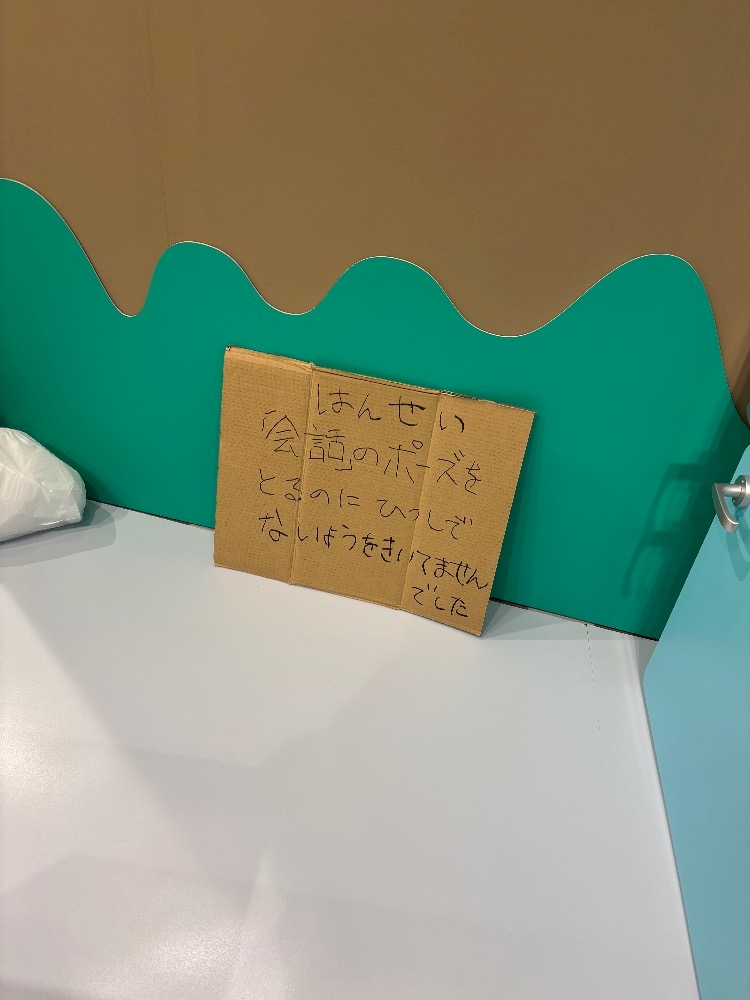 はんせい
「会話」のポーズを
とるのに ひっしで
ないようをきいてません
でした